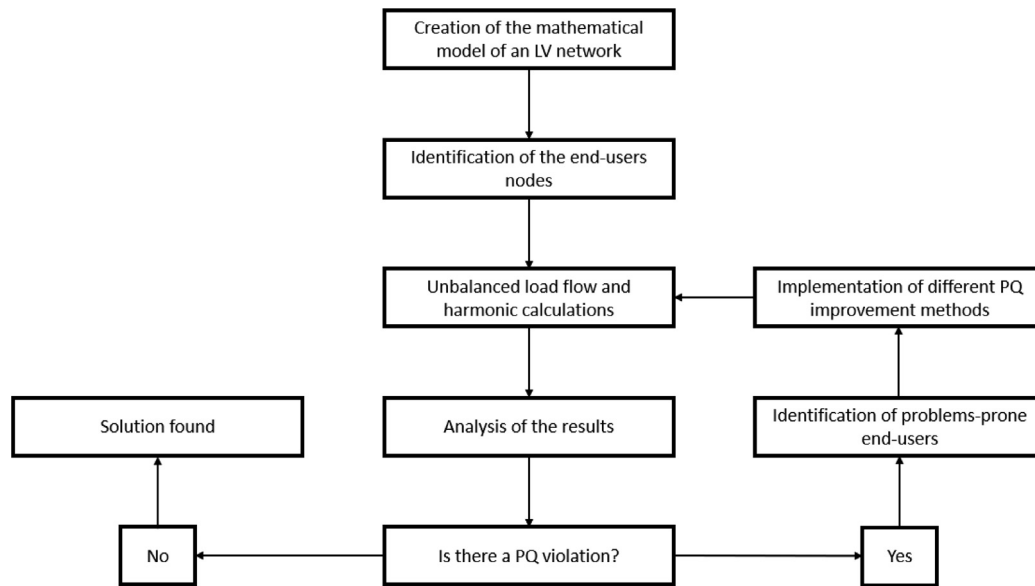 Creation of the mathematical
model of an LV network
Identification of the end-users
nodes
Unbalanced load flow and
harmonic calculations
Implementation of different PQ
improvement methods
Solution found
Analysis of the results
Identification of problems-prone
end-users
No
Is there a PQ violation?
Yes